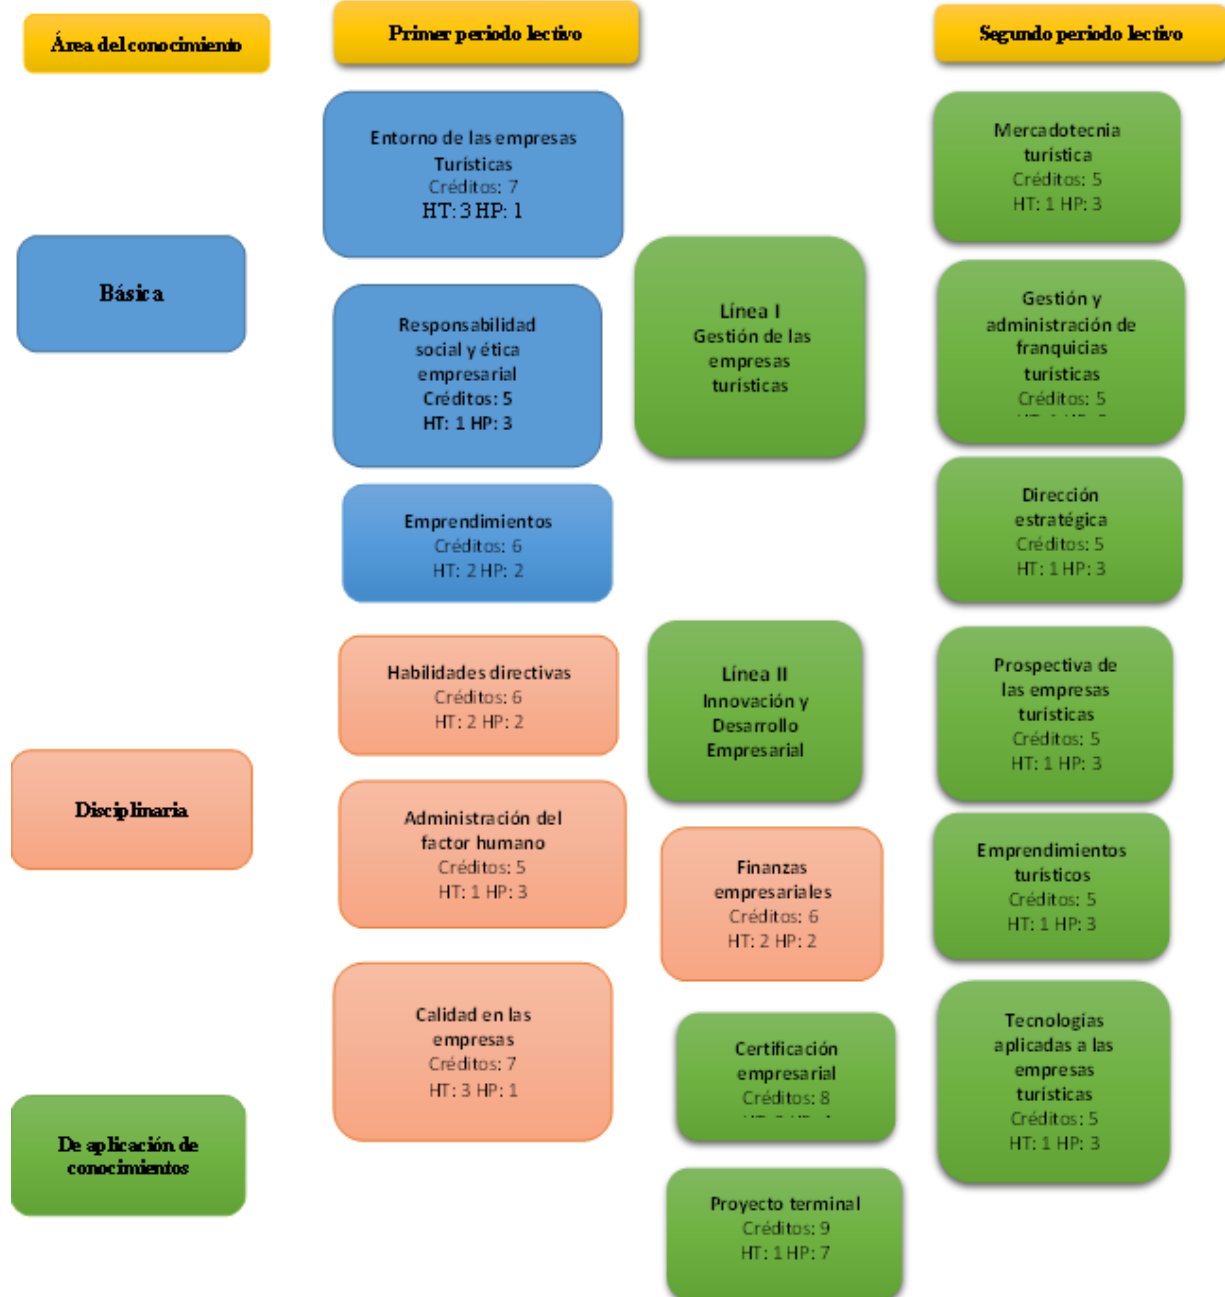 Área del conocimiento
Primer periodo lectivo
Segundo periodo lectivo
Entorno de las empresas
Turísticas
Créditos: 7
HT: 3 HP: 1
Mercadotecnia
turística
Créditos: 5
HT: 1 HP: 3
Básica
Responsabilidad
social y ética
empresarial
Créditos: 5
HT: 1 HP: 3
Línea I
Gestión de las
empresas
turísticas
Gestión y
administración de
franquicias
turísticas
Créditos: 5
Emprendimientos
Créditos: 6
HT: 2 HP: 2
Dirección
estratégica
Créditos: 5
HT: 1 HP: 3
Habilidades directivas
Créditos: 6
HT: 2 HP: 2
Línea II
Innovación y
Desarrollo
Empresarial
Prospectiva de
las empresas
turísticas
Créditos: 5
HT: 1 HP: 3
Disciplinaria
Administración del
factor humano
Créditos: 5
HT: 1 HP: 3
Finanzas
empresariales
Créditos: 6
HT: 2 HP: 2
Emprendimientos
turísticos
Créditos: 5
HT: 1 HP: 3
Calidad en las
empresas
Créditos: 7
HT: 3 HP: 1
Certificación
empresarial
Créditos: 8
Tecnologías
aplicadas a las
empresas
turísticas
Créditos: 5
HT: 1 HP: 3
De aplicación de
conocimientos
Proyecto terminal
Créditos: 9
HT: 1 HP: 7